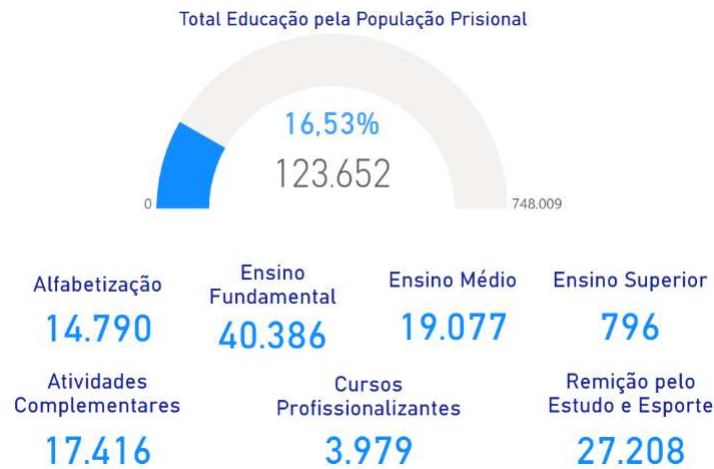 Total Educação pela População Prisional
16,53%
123.652
0
748.009
Alfabetização
14.790
Ensino
Fundamental
40.386
Ensino Médio
19.077
Ensino Superior
796
Atividades
Complementares
17.416
Cursos
Profissionalizantes
3.979
Remição pelo
Estudo e Esporte
27.208